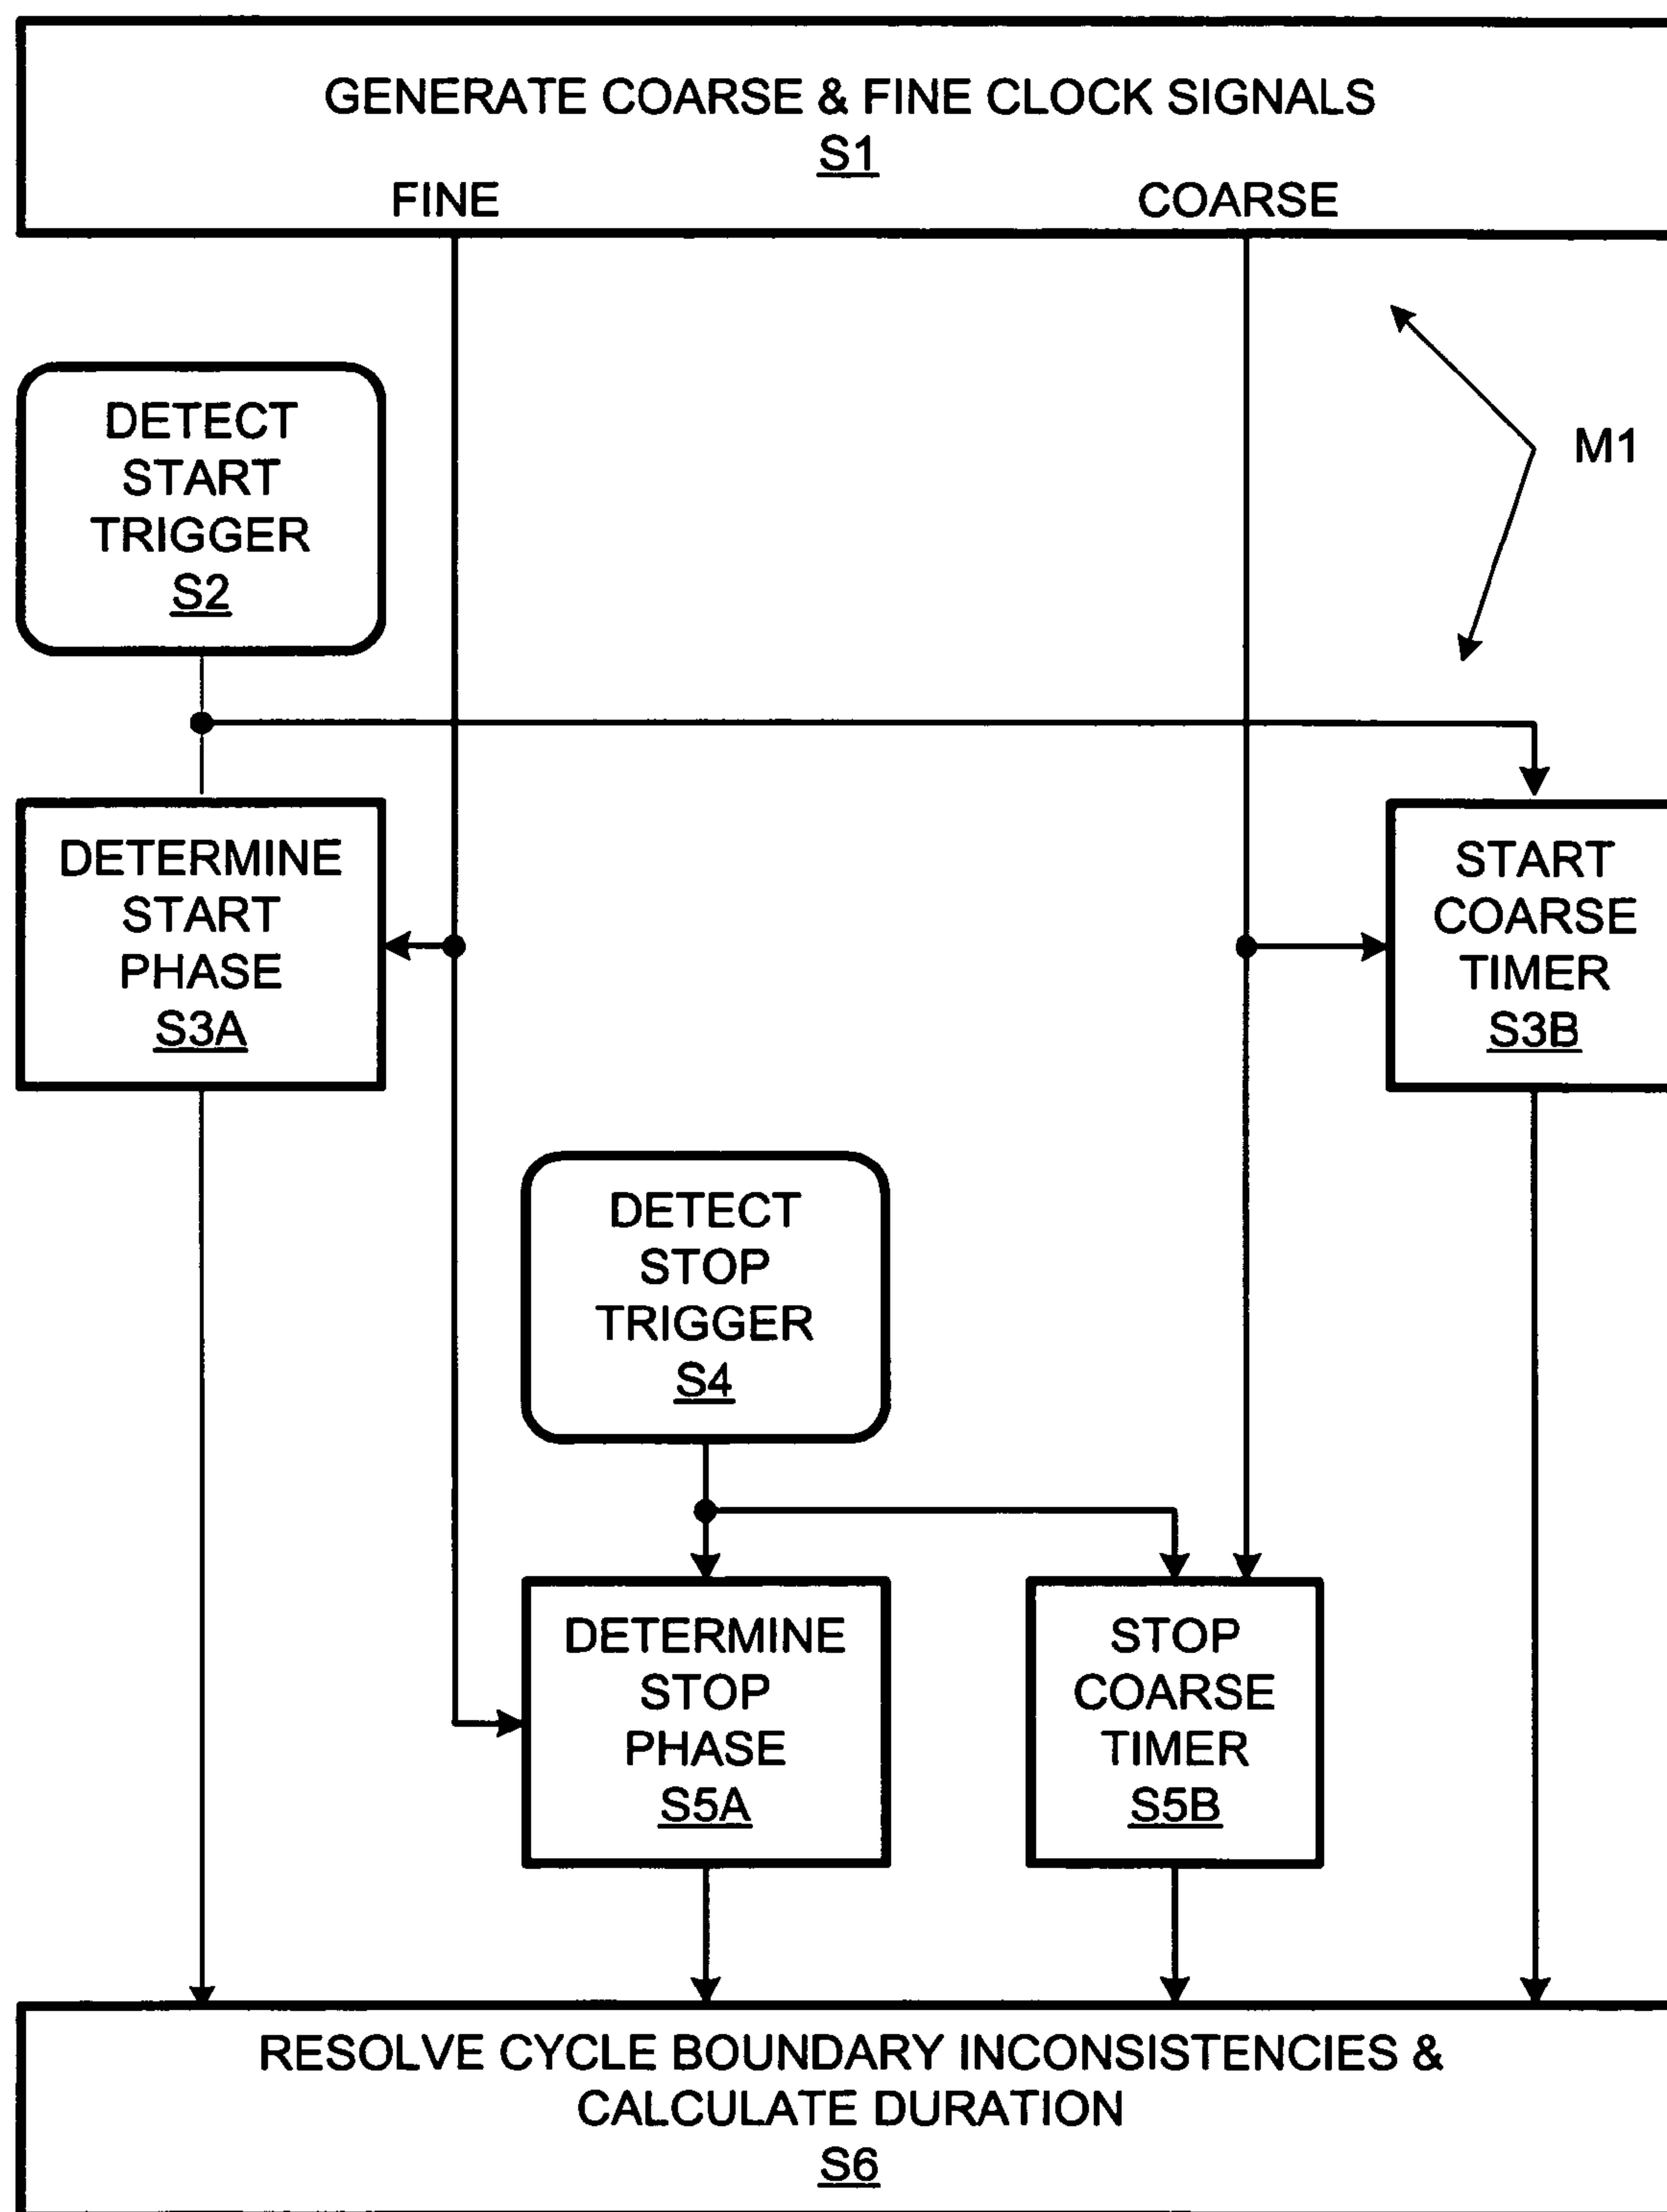 GENERATE COARSE & FINE CLOCK SIGNALS
S1
FINE
COARSE
M1
DETECT
START
TRIGGER
S2
DETERMINE
START
PHASE
S3A
START
COARSE
TIMER
S3B
DETECT
STOP
TRIGGER
S4
DETERMINE
STOP
PHASE
S5A
STOP
COARSE
TIMER
S5B
RESOLVE CYCLE BOUNDARY INCONSISTENCIES &
CALCULATE DURATION
S6